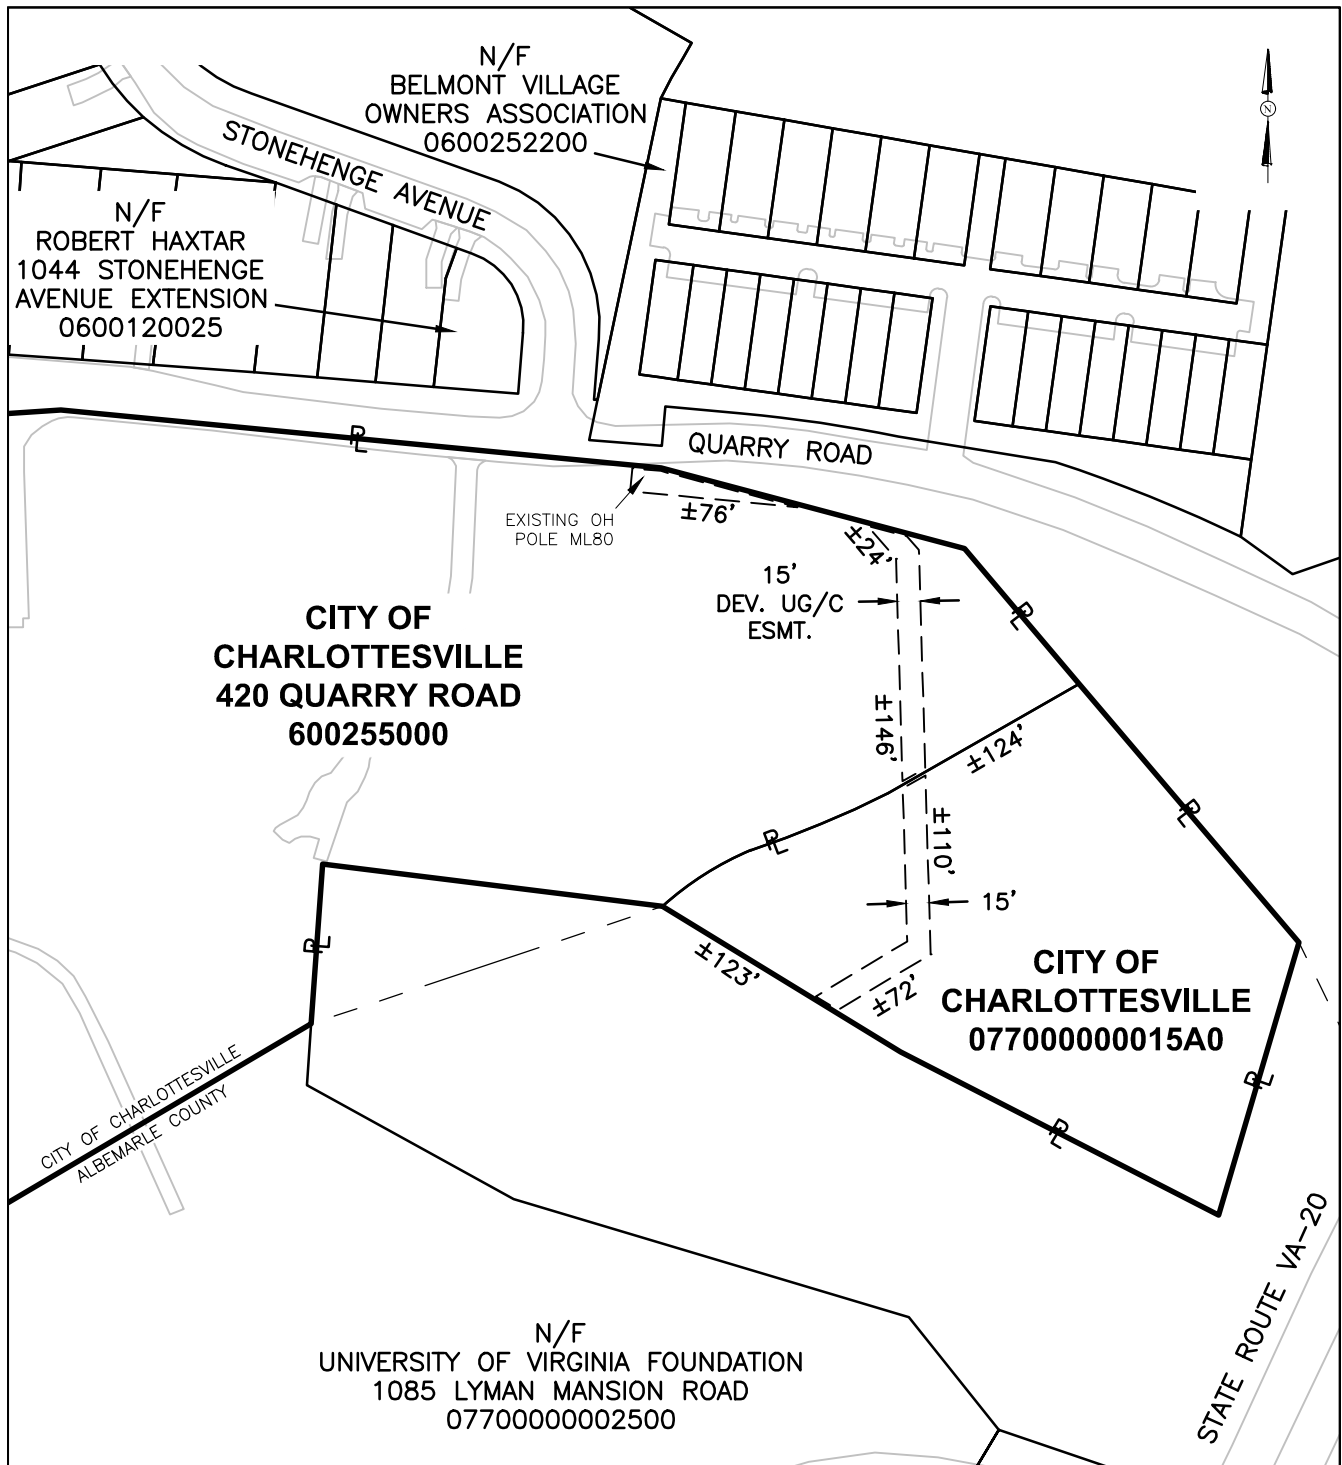 N/F
BELMONT VILLAGE
OWNERS ASSOCIATION
0600252200
STONEHENGE AVENUE
N/F
ROBERT HAXTAR
1044 STONEHENGE
AVENUE EXTENSION
0600120025
N
PL
QUARRY ROAD
EXISTING OH
POLE ML80
±76'
±24'
15'
DEV. UG/C
ESMT.
PL
CITY OF
CHARLOTTESVILLE
420 QUARRY ROAD
600255000
±146'
±124'
PL
PL
±110'
15'
PL
±123'
±72'
CITY OF
CHARLOTTESVILLE
077000000015A0
PL
PL
CITY OF CHARLOTTESVILLE
ALBEMARLE COUNTY
STATE ROUTE VA-20
N/F
UNIVERSITY OF VIRGINIA FOUNDATION
1085 LYMAN MANSION ROAD
07700000002500